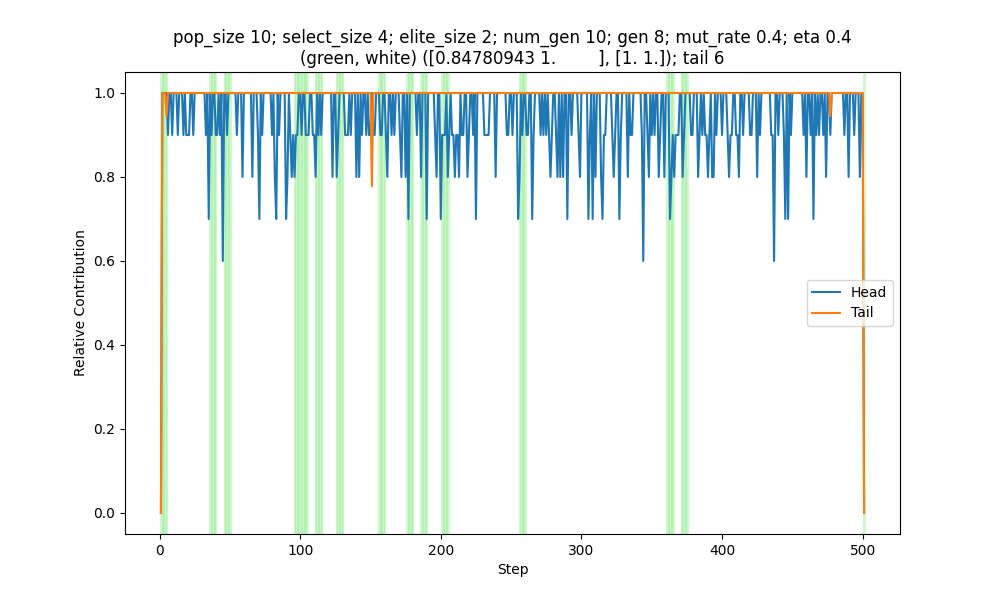 pop_size 10; select_size 4; elite_size 2; num_gen 10; gen 8; mut_rate 0.4; eta 0.4
(green, white) ([0.84780943 1.        ], [1. 1.]); tail 6
1.0
0.8
0.6
0.4
0.2
0.0
Relative Contribution
Head
Tail
0
100
200
300
400
500
Step